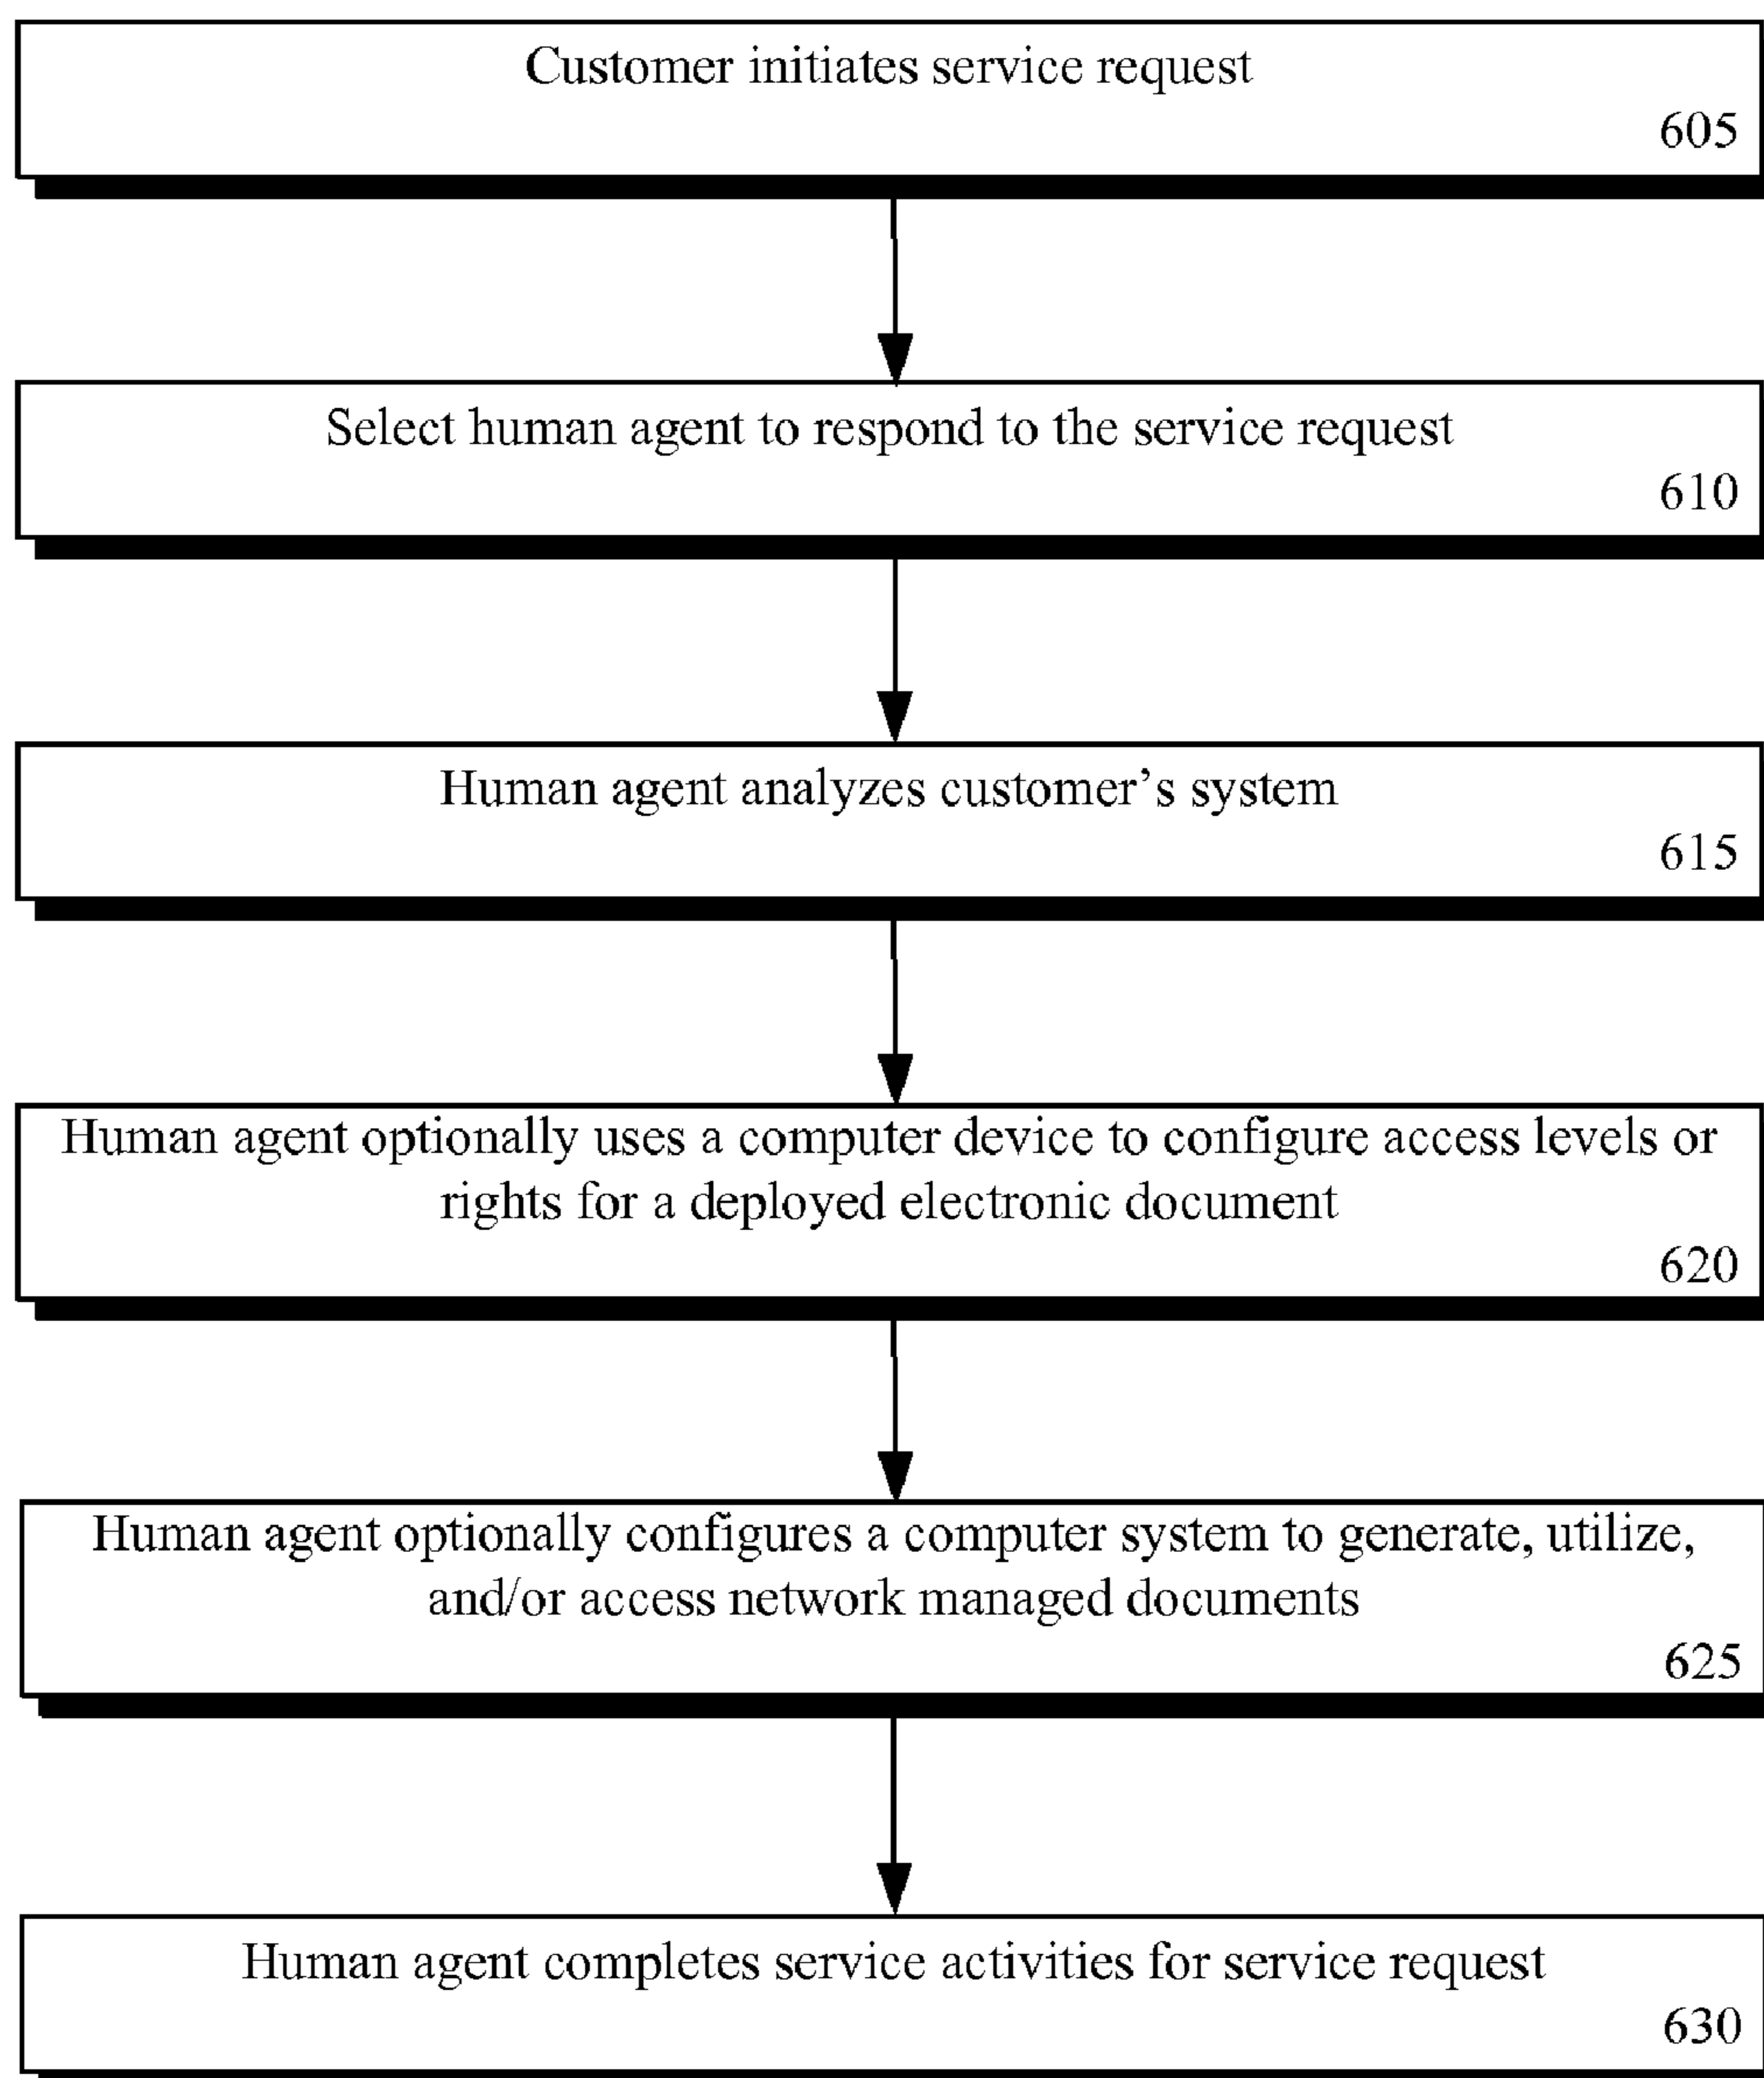 Customer initiates service request
605
Select human agent to respond to the service request
610
Human agent analyzes customer’s system
615
Human agent optionally uses a computer device to configure access levels or
rights for a deployed electronic document
620
Human agent optionally configures a computer system to generate, utilize,
and/or access network managed documents
625
Human agent completes service activities for service request
630